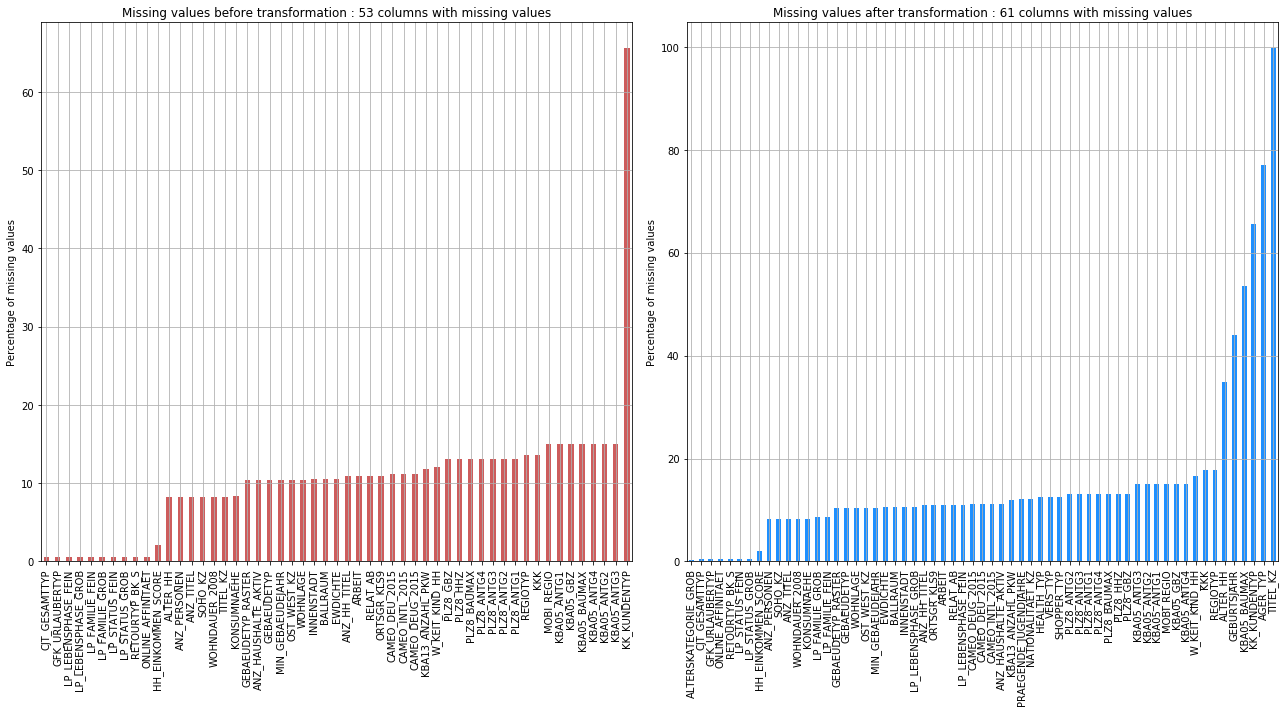 Missing values before transformation : 53 columns with missing values
Percentage of missing values
60
50
40
30
20
10
0
CJT_GESAMTTYP
GFK_URLAUBERTYP
LP_LEBENSPHASE_FEIN
LP_LEBENSPHASE_GROB
LP_FAMILIE_FEIN
LP_FAMILIE_GROB
LP_STATUS_FEIN
LP_STATUS_GROB
RETOURTYP_BK_S
ONLINE_AFFINITAET
HH_EINKOMMEN_SCORE
ALTER_HH
ANZ_PERSONEN
ANZ_TITEL
SOHO_KZ
WOHNDAUER_2008
TITEL_KZ
KONSUMNAEHE
GEBAEUDETYP_RASTER
ANZ_HAUSHALTE_AKTIV
GEBAEUDETYP
MIN_GEBAEUDEJAHR
OST_WEST_KZ
WOHNLAGE
INNENSTADT
BALLRAUM
EWDICHTE
ANZ_HH_TITEL
ARBEIT
RELAT_AB
ORTSGR_KLS9
CAMEO_DEU_2015
CAMEO_INTL_2015
CAMEO_DEUG_2015
KBA13_ANZAHL_PKW
W_KEIT_KIND_HH
PLZ8_GBZ
PLZ8_HHZ
PLZ8_BAUMAX
PLZ8_ANTG4
PLZ8_ANTG3
PLZ8_ANTG2
PLZ8_ANTG1
REGIOTYP
KKK
MOBI_REGIO
KBA05_ANTG1
KBA05_GBZ
KBA05_BAUMAX
KBA05_ANTG4
KBA05_ANTG2
KBA05_ANTG3
KK_KUNDENTYP
Missing values after transformation : 61 columns with missing values
Percentage of missing values
100
80
60
40
20
0
ALTERSKATEGORIE_GROB
CJT_GESAMTTYP
GFK_URLAUBERTYP
ONLINE_AFFINITAET
RETOURTYP_BK_S
LP_STATUS_FEIN
LP_STATUS_GROB
HH_EINKOMMEN_SCORE
ANZ_PERSONEN
SOHO_KZ
ANZ_TITEL
WOHNDAUER_2008
KONSUMNAEHE
LP_FAMILIE_GROB
LP_FAMILIE_FEIN
GEBAEUDETYP_RASTER
GEBAEUDETYP
WOHNLAGE
OST_WEST_KZ
MIN_GEBAEUDEJAHR
EWDICHTE
BALLRAUM
INNENSTADT
LP_LEBENSPHASE_GROB
ANZ_HH_TITEL
ORTSGR_KLS9
ARBEIT
RELAT_AB
LP_LEBENSPHASE_FEIN
CAMEO_DEUG_2015
CAMEO_DEU_2015
CAMEO_INTL_2015
ANZ_HAUSHALTE_AKTIV
KBA13_ANZAHL_PKW
PRAEGENDE_JUGENDJAHRE
NATIONALITAET_KZ
HEALTH_TYP
VERS_TYP
SHOPPER_TYP
PLZ8_ANTG2
PLZ8_ANTG3
PLZ8_ANTG1
PLZ8_ANTG4
PLZ8_BAUMAX
PLZ8_HHZ
PLZ8_GBZ
KBA05_ANTG3
KBA05_ANTG2
KBA05_ANTG1
MOBI_REGIO
KBA05_GBZ
KBA05_ANTG4
W_KEIT_KIND_HH
KKK
REGIOTYP
ALTER_HH
GEBURTSJAHR
KBA05_BAUMAX
KK_KUNDENTYP
AGER_TYP
TITEL_KZ